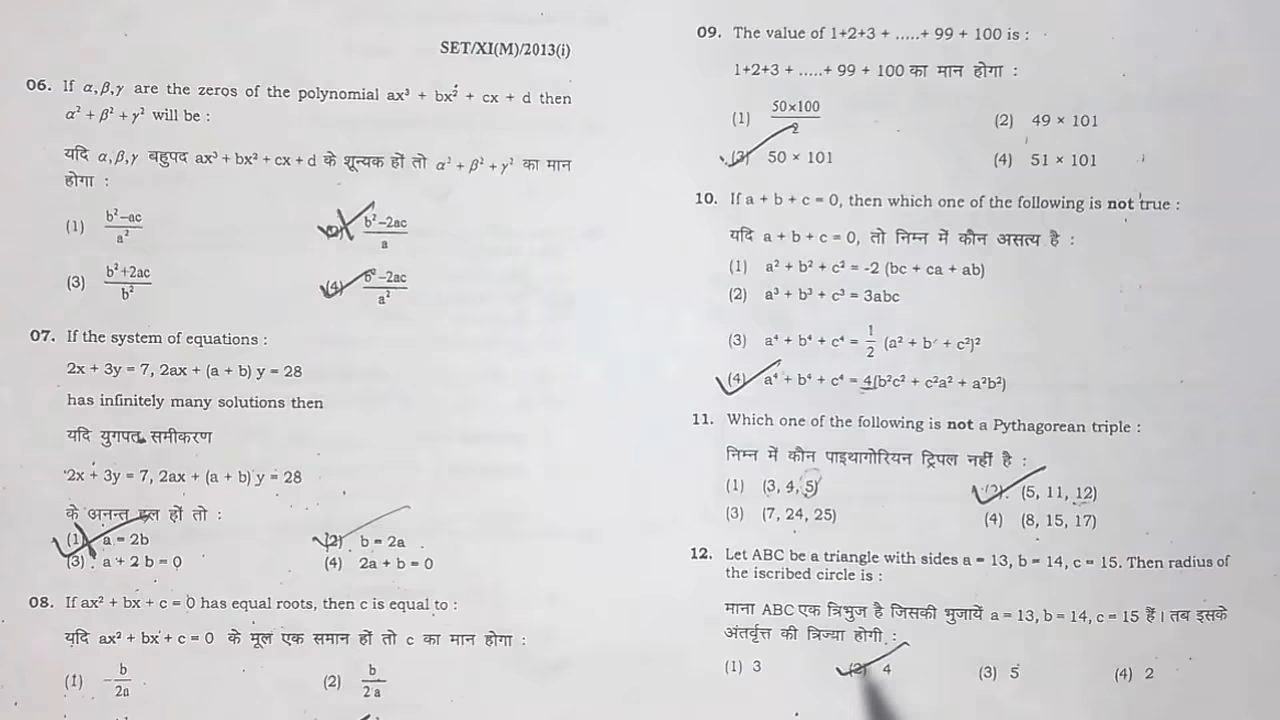 SET/XI(M)/2013(i)
06. If α,β,γ are the zeros of the polynomial ax³ + bx² + cx + d then
α² + β² + γ² will be :
यदि α,β,γ बहुपद ax³ + bx² + cx + d के शून्यक हों तो α² + β² + γ² का मान
होगा :
(1) b²–ac / a²
b²–2ac / a
(3) b²+2ac / b²
(4) b²–2ac / a²
07. If the system of equations :
2x + 3y = 7, 2ax + (a + b) y = 28
has infinitely many solutions then
यदि युगपत समीकरण
2x + 3y = 7, 2ax + (a + b) y = 28
के अनन्त हल हों तो :
(1) a = 2b
(2) b = 2a
(3) a + 2 b = 0
(4) 2a + b = 0
08. If ax² + bx + c = 0 has equal roots, then c is equal to :
यदि ax² + bx + c = 0 के मूल एक समान हों तो c का मान होगा :
(1) –b / 2a
(2) b / 2a
09. The value of 1+2+3 + .....+ 99 + 100 is :
1+2+3 + .....+ 99 + 100 का मान होगा :
(1) 50×100 / 2
(2) 49 × 101
(3) 50 × 101
(4) 51 × 101
10. If a + b + c = 0, then which one of the following is not true :
यदि a + b + c = 0, तो निम्न में कौन असत्य है :
(1) a² + b² + c² = -2 (bc + ca + ab)
(2) a³ + b³ + c³ = 3abc
(3) a⁴ + b⁴ + c⁴ = 1/2 (a² + b + c²)²
(4) a⁴ + b⁴ + c⁴ = 4(b²c² + c²a² + a²b²)
11. Which one of the following is not a Pythagorean triple :
निम्न में कौन पाइथागोरियन ट्रिपल नहीं है :
(1) (3, 4, 5)
(2) (5, 11, 12)
(3) (7, 24, 25)
(4) (8, 15, 17)
12. Let ABC be a triangle with sides a = 13, b = 14, c = 15. Then radius of
the iscribed circle is :
माना ABC एक त्रिभुज है जिसकी भुजायें a = 13, b = 14, c = 15 हैं। तब इसके
अंतर्वृत्त की त्रिज्या होगी :
(1) 3
(2) 4
(3) 5
(4) 2